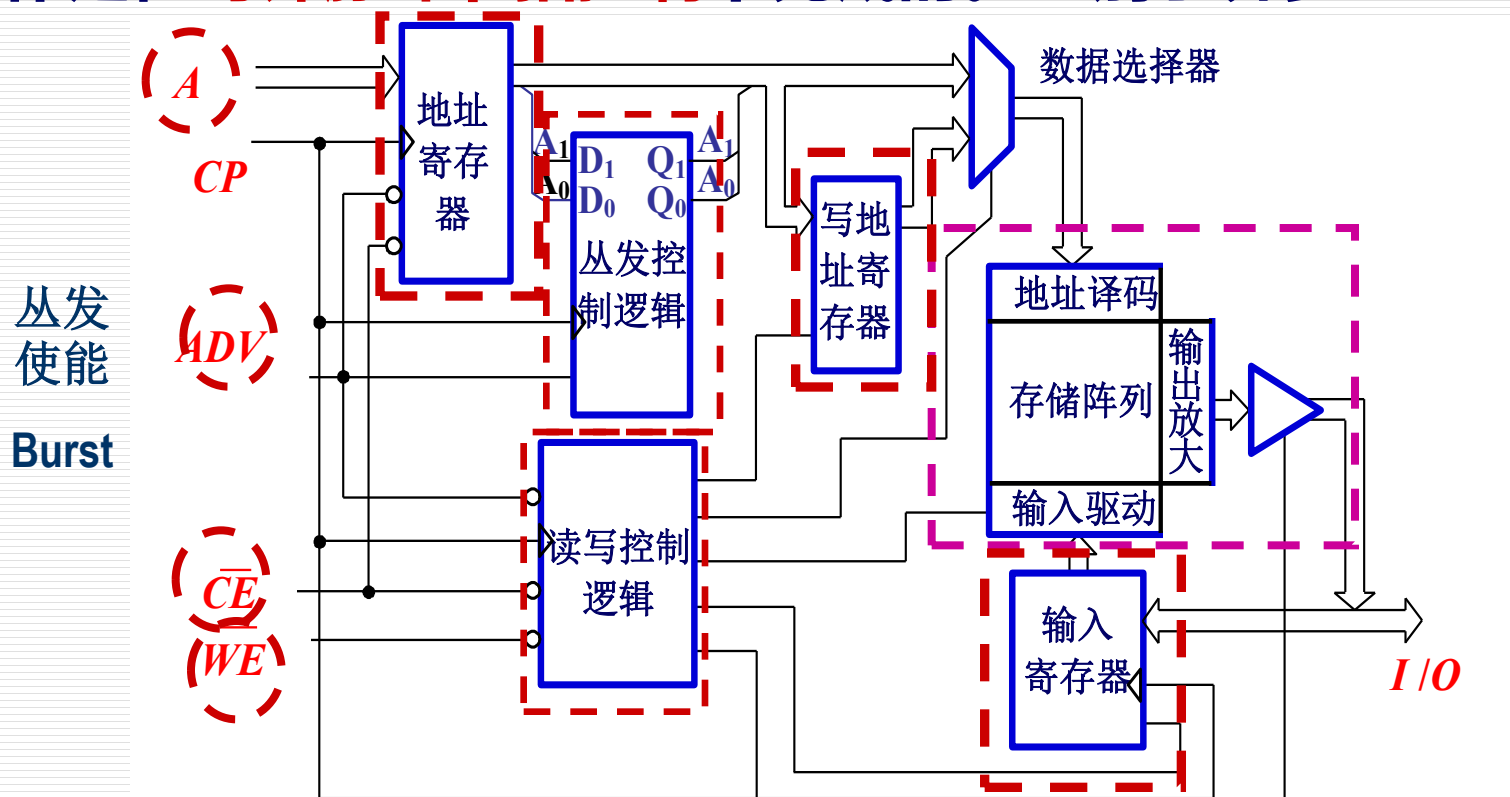 A
CP
地址
寄存
器
A1
A0
D1
D0
Q1
Q0
A1
A0
丛发控
制逻辑
数据选择器
写地
址寄
存器
丛发
使能
Burst
ADV
CE
WE
读写控制
逻辑
地址译码
存储阵列
输出放大
输入驱动
输入
寄存器
I /O